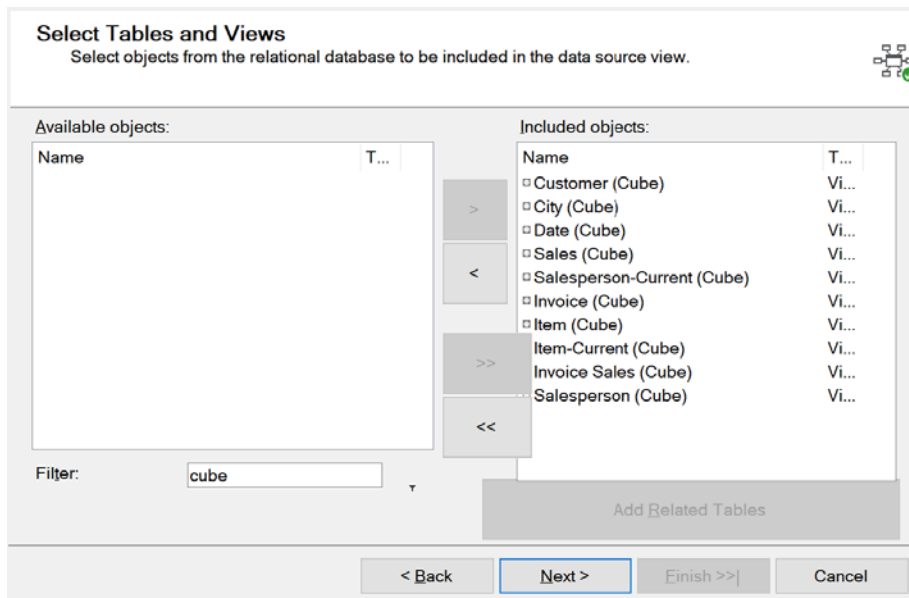 Select Tables and Views
Select objects from the relational database to be included in the data source view.
Available objects:
Name T...
Filter: cube
>
<
>>
<<
Included objects:
Name T...
Customer (Cube) Vi...
City (Cube) Vi...
Date (Cube) Vi...
Sales (Cube) Vi...
Salesperson-Current (Cube) Vi...
Invoice (Cube) Vi...
Item (Cube) Vi...
Item-Current (Cube) Vi...
Invoice Sales (Cube) Vi...
Salesperson (Cube) Vi...
Add Related Tables
< Back Next > Finish >>| Cancel